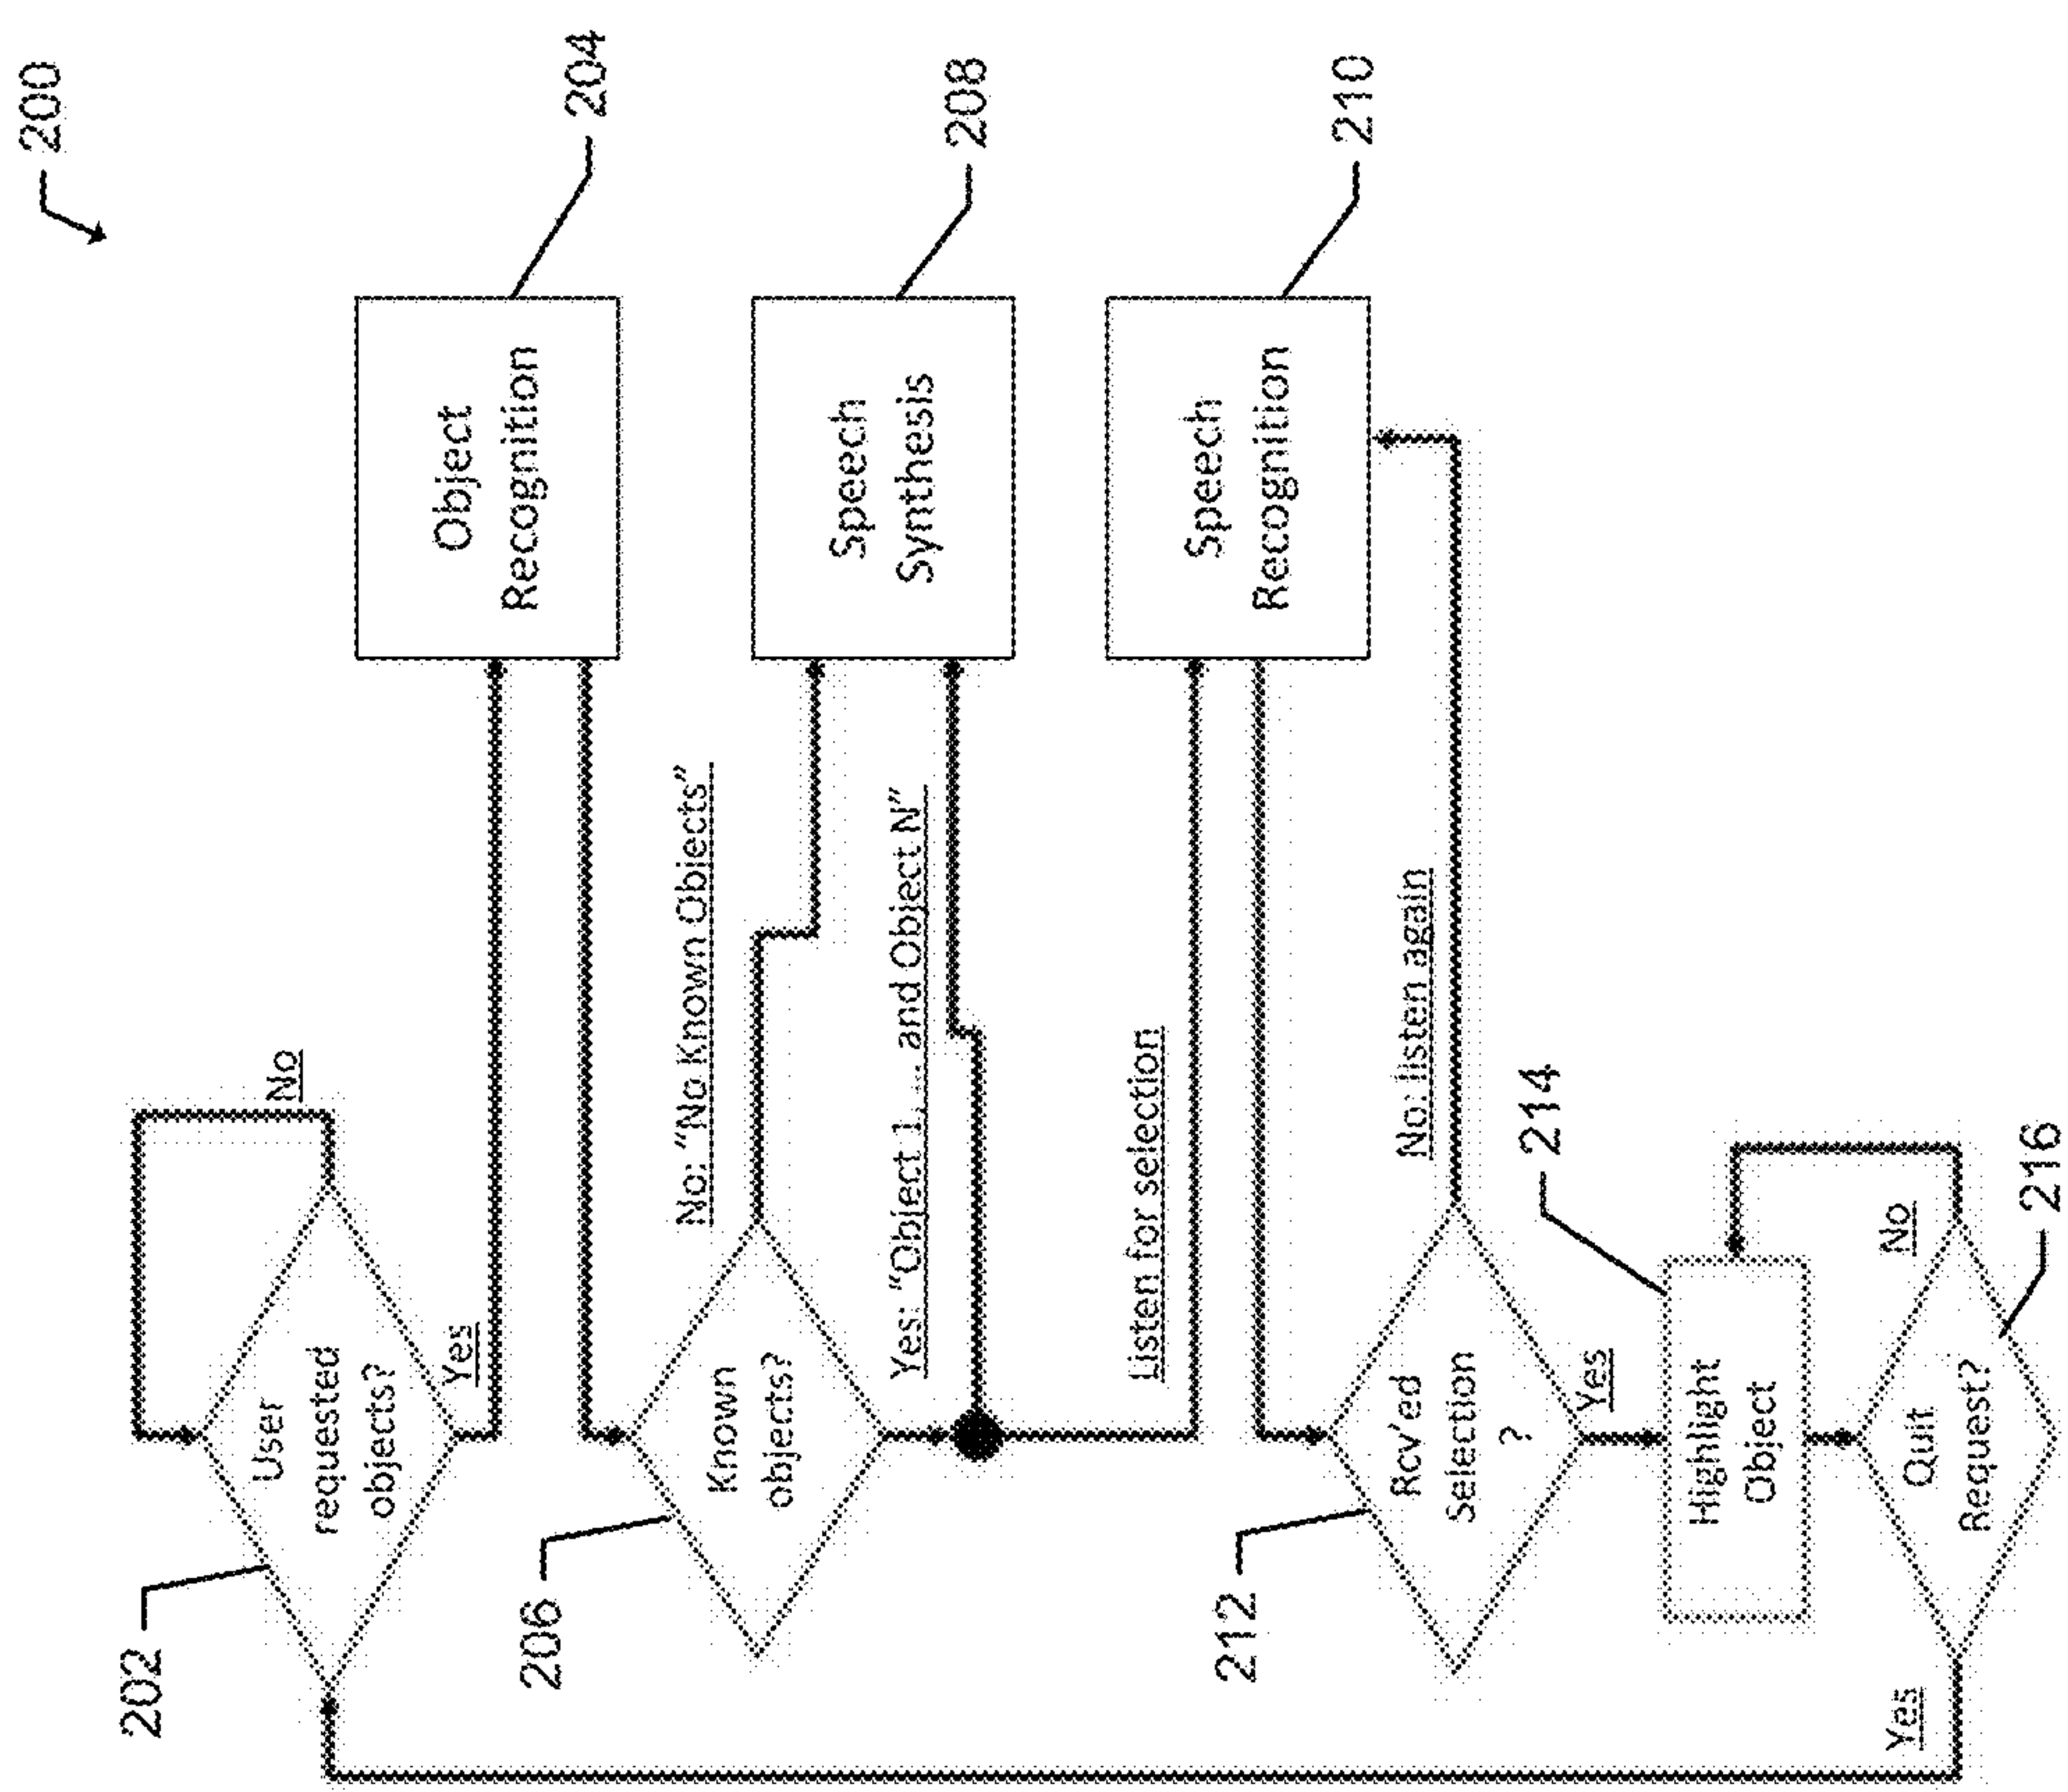 200
202
User
requested
objects?
No
Yes
Object
Recognition
204
206
Known
objects?
No: "No Known Objects"
Yes: "Object 1, ... and Object N"
Speech
Synthesis
208
Listen for selection
Speech
Recognition
210
212
Rcv'ed
Selection
?
No: listen again
Yes
214
Highlight
Object
Quit
Request?
No
216
Yes